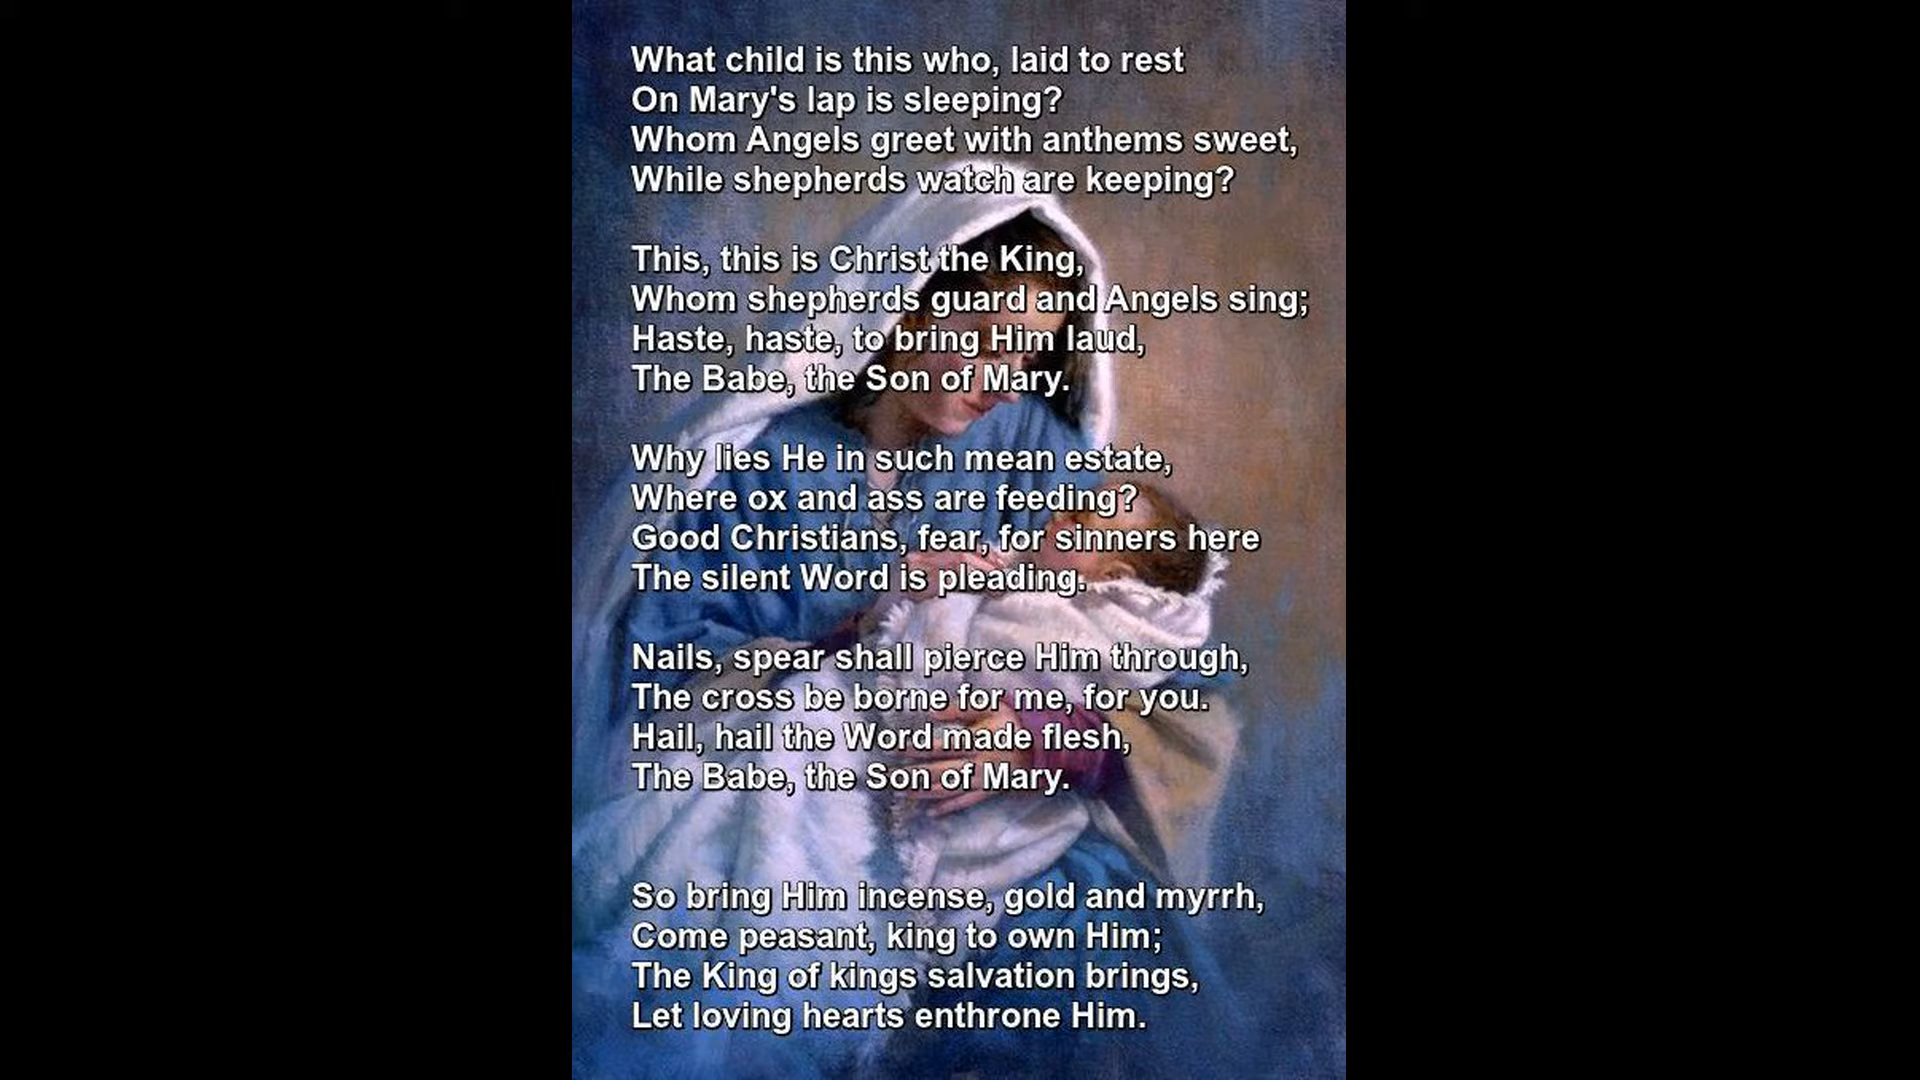 What child is this who, laid to rest
On Mary's lap is sleeping?
Whom Angels greet with anthems sweet,
While shepherds watch are keeping?
This, this is Christ the King,
Whom shepherds guard and Angels sing;
Haste, haste, to bring Him laud,
The Babe, the Son of Mary.
Why lies He in such mean estate,
Where ox and ass are feeding?
Good Christians, fear, for sinners here
The silent Word is pleading.
Nails, spear shall pierce Him through,
The cross be borne for me, for you.
Hail, hail the Word made flesh,
The Babe, the Son of Mary.
So bring Him incense, gold and myrrh,
Come peasant, king to own Him;
The King of kings salvation brings,
Let loving hearts enthrone Him.